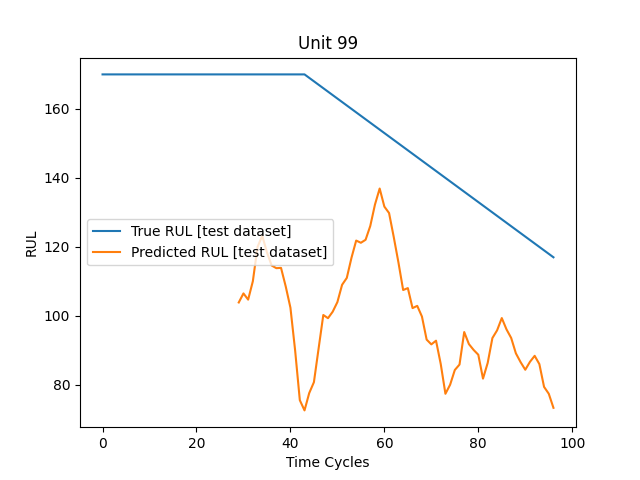 Unit 99
160
140
120
100
80
RUL
True RUL [test dataset]
Predicted RUL [test dataset]
0 20 40 60 80 100
Time Cycles